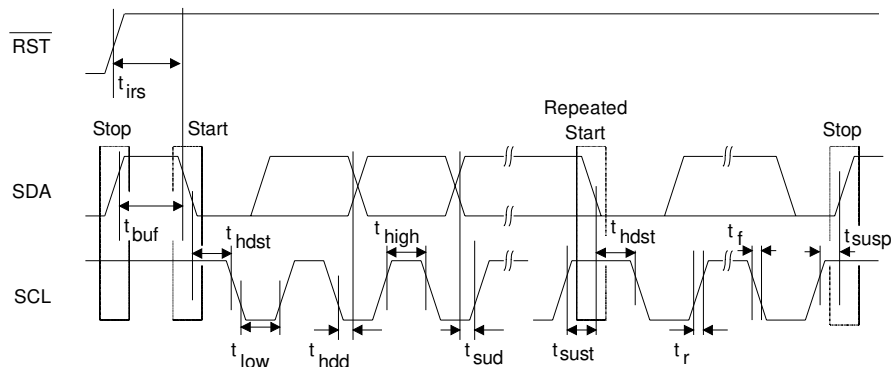 RST
t irs
Repeated
Stop Start Start Stop
SDA
t buf t hdst t high t hdst t f t susp
SCL
t low t hdd t sud t sust t r